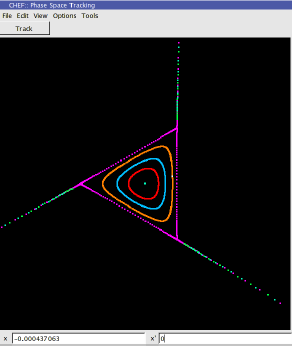 CHEF:: Phase Space Tracking
File Edit View Options Tools
Track
x -0.000437063 x' 0